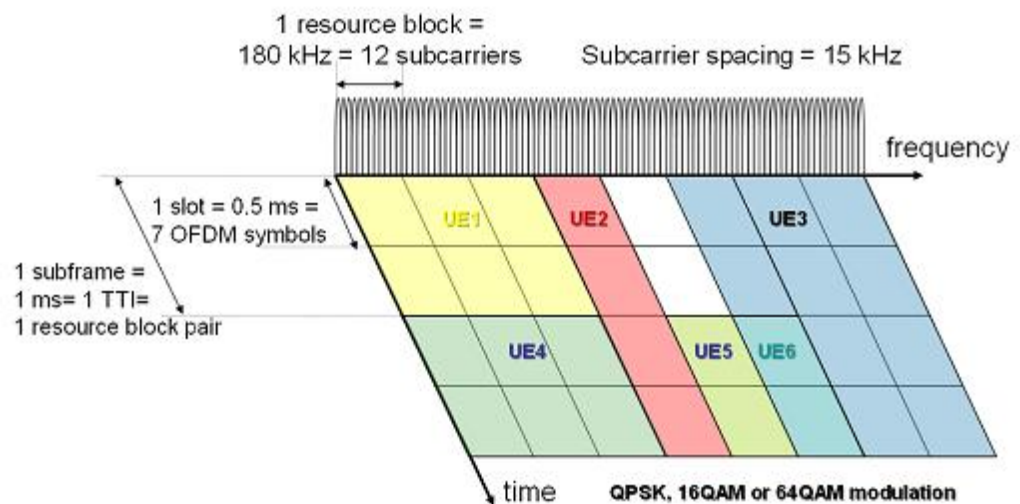 1 resource block =
180 kHz = 12 subcarriers
Subcarrier spacing = 15 kHz
frequency
1 slot = 0.5 ms =
7 OFDM symbols
1 subframe =
1 ms= 1 TTI=
1 resource block pair
UE1
UE2
UE3
UE4
UE5
UE6
time
QPSK, 16QAM or 64QAM modulation